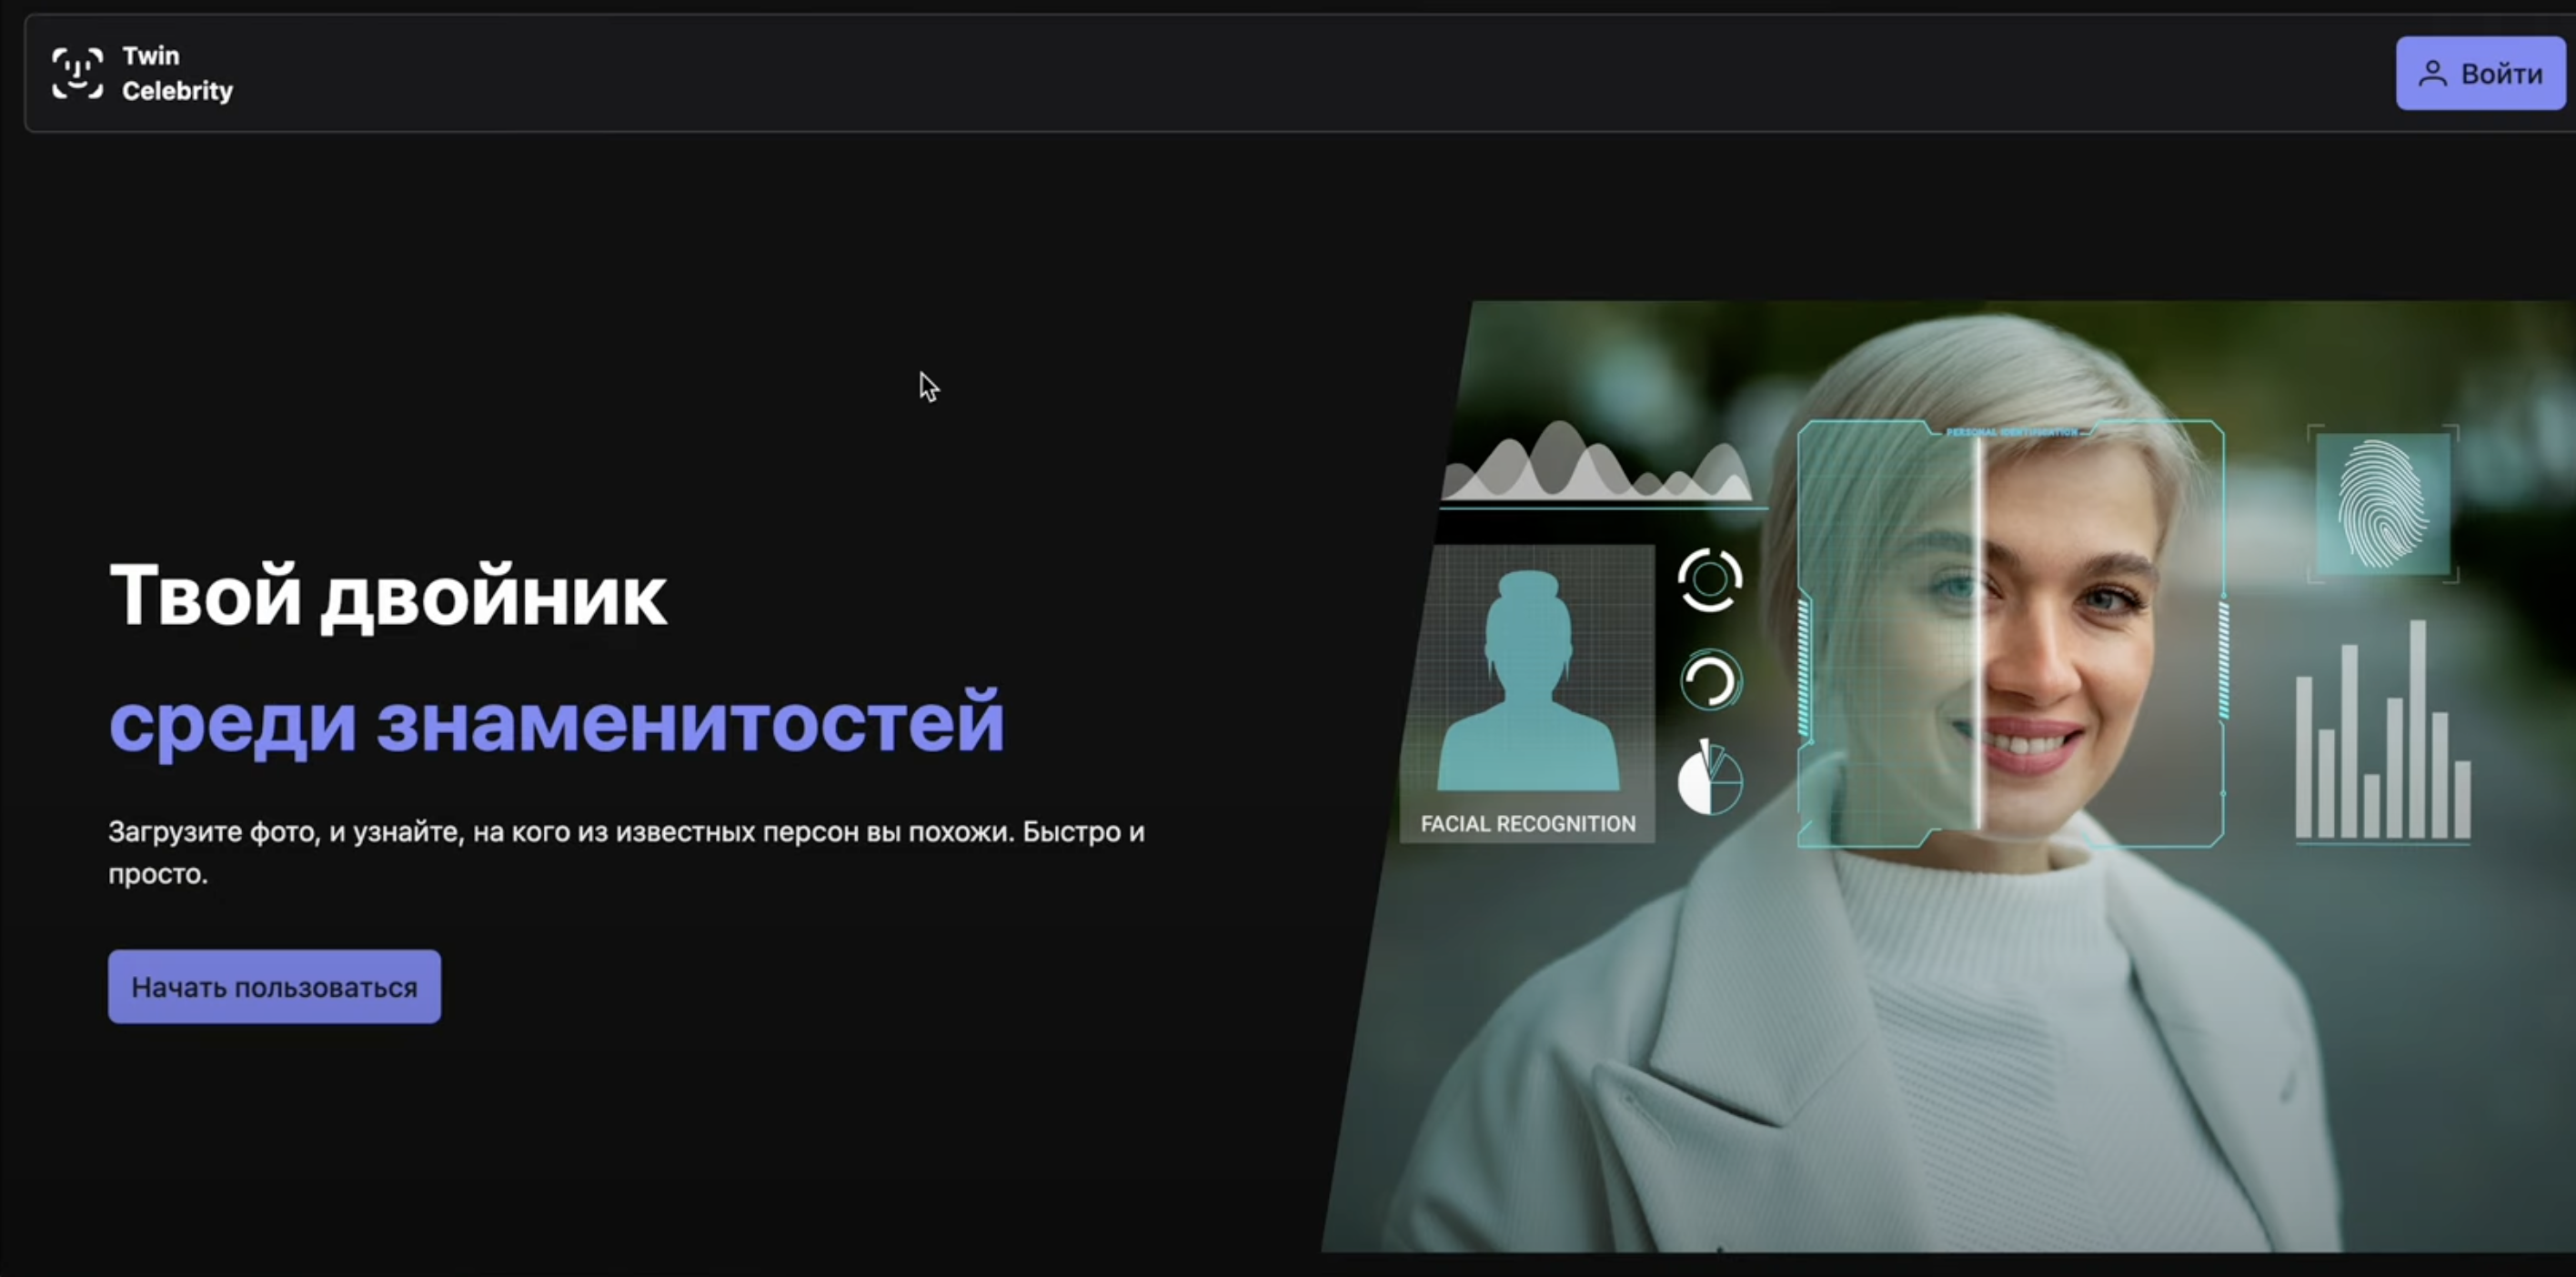 Twin
Celebrity
Войти
Твой двойник
среди знаменитостей
Загрузите фото, и узнайте, на кого из известных персон вы похожи. Быстро и
просто.
Начать пользоваться
PERSONAL IDENTIFICATION
FACIAL RECOGNITION